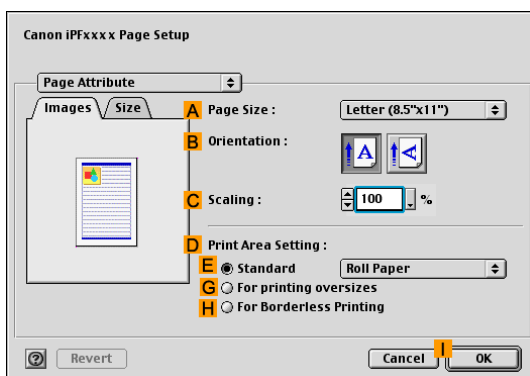 Canon iPFxxxx Page Setup
Page Attribute
Images Size
A Page Size : Letter (8.5"x11")
B Orientation :
A A
C Scaling : 100 %
D Print Area Setting :
E Standard Roll Paper
G For printing oversizes
H For Borderless Printing
? Revert Cancel I OK